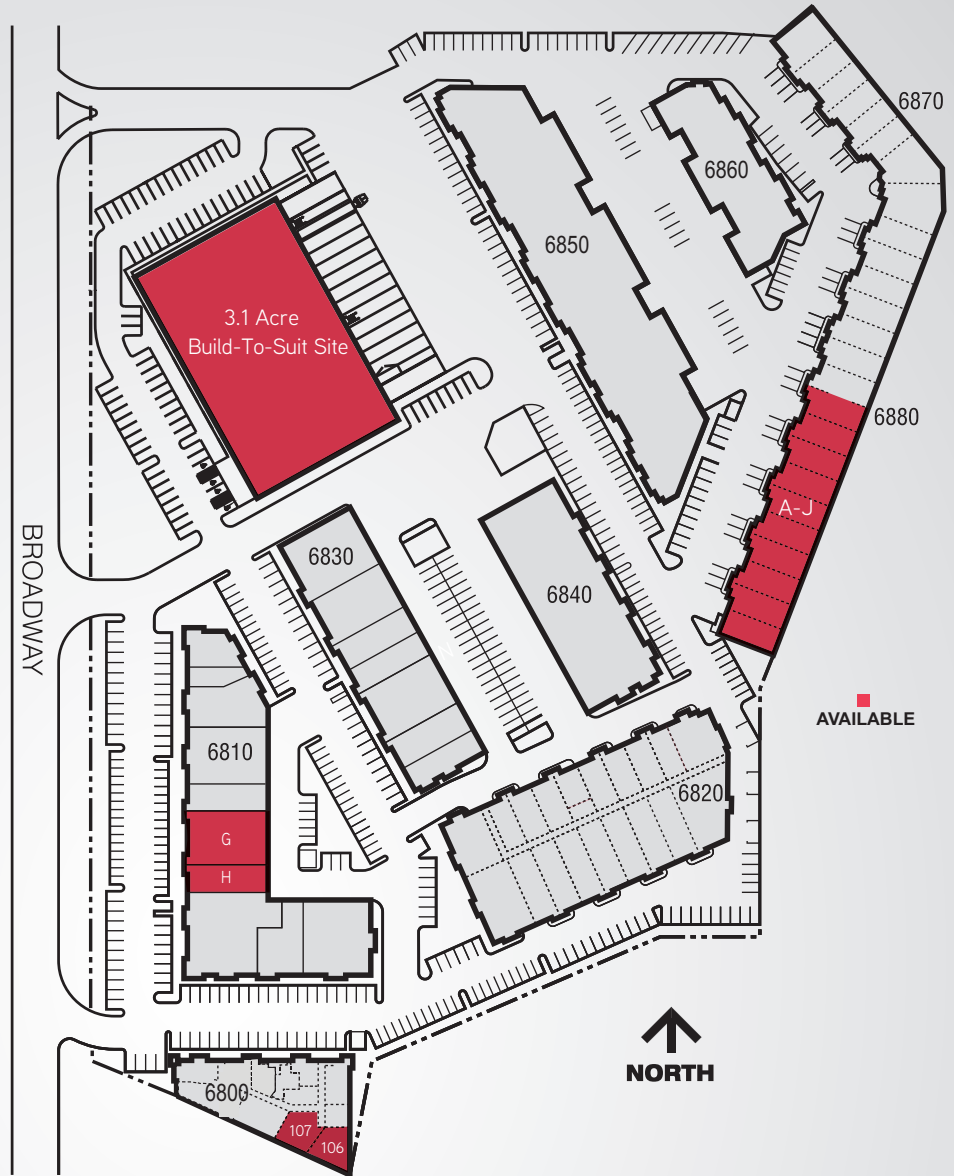 6870
6860
6850
3.1 Acre
Build-To-Suit Site
6880
A-J
BROADWAY
6830
6840
N
AVAILABLE
6810
6820
G
H
NORTH
6800
107
106